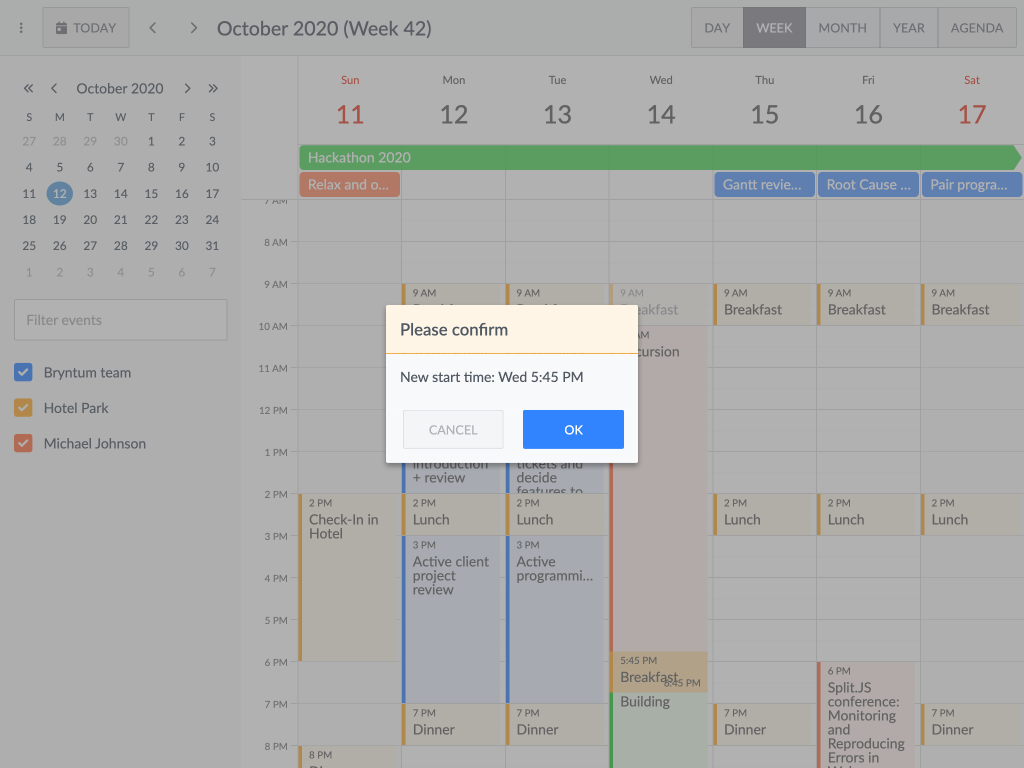 TODAY
October 2020 (Week 42)
DAY WEEK MONTH YEAR AGENDA
October 2020
S M T W T F S
27 28 29 30 1 2 3
4 5 6 7 8 9 10
11 12 13 14 15 16 17
18 19 20 21 22 23 24
25 26 27 28 29 30 31
1 2 3 4 5 6 7
Filter events
Bryntum team
Hotel Park
Michael Johnson
Sun Mon Tue Wed Thu Fri Sat
11 12 13 14 15 16 17
Hackathon 2020
Relax and o... Gantt revie... Root Cause ... Pair progra...
7 AM
8 AM
9 AM
10 AM
11 AM
12 PM
1 PM
2 PM
3 PM
4 PM
5 PM
6 PM
7 PM
8 PM
2 PM
Check-In in
Hotel
8 PM
9 AM
introduction
+ review
2 PM
Lunch
3 PM
Active client
project
review
7 PM
Dinner
9 AM
tickets and
decide
features to
2 PM
Lunch
3 PM
Active
programmi...
7 PM
Dinner
9 AM
eakfast
AM
cursion
5:45 PM
Breakfast
6:45 PM
Building
9 AM
Breakfast
2 PM
Lunch
7 PM
Dinner
9 AM
Breakfast
2 PM
Lunch
6 PM
Split.JS
conference:
Monitoring
and
Reproducing
Errors in
9 AM
Breakfast
2 PM
Lunch
7 PM
Dinner
Please confirm
New start time: Wed 5:45 PM
CANCEL OK